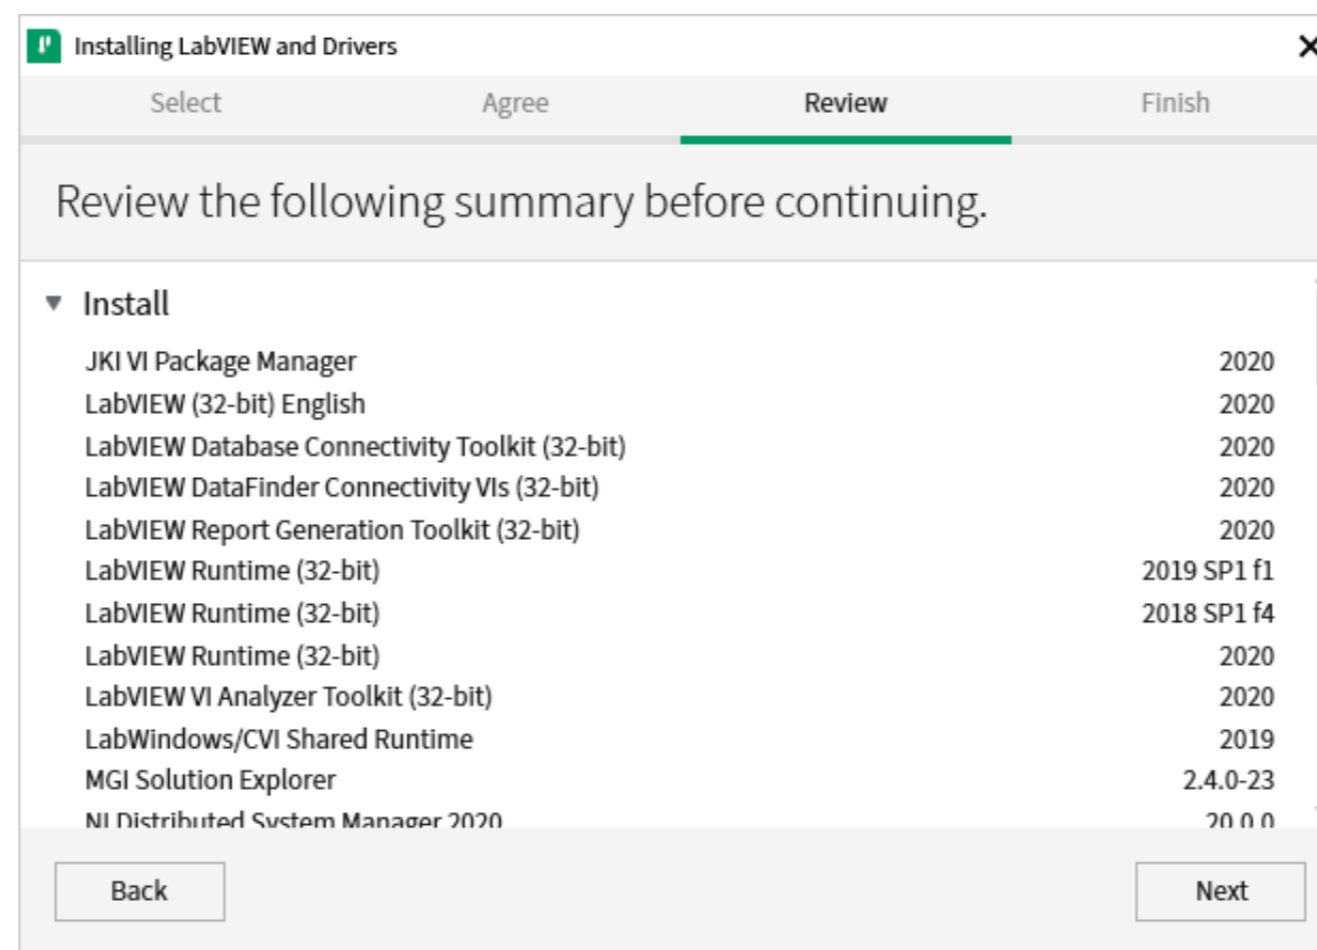 Installing LabVIEW and Drivers
Select Agree Review Finish
Review the following summary before continuing.
Install
JKI VI Package Manager 2020
LabVIEW (32-bit) English 2020
LabVIEW Database Connectivity Toolkit (32-bit) 2020
LabVIEW DataFinder Connectivity VIs (32-bit) 2020
LabVIEW Report Generation Toolkit (32-bit) 2020
LabVIEW Runtime (32-bit) 2019 SP1 f1
LabVIEW Runtime (32-bit) 2018 SP1 f4
LabVIEW Runtime (32-bit) 2020
LabVIEW VI Analyzer Toolkit (32-bit) 2020
LabWindows/CVI Shared Runtime 2019
MGI Solution Explorer 2.4.0-23
NI Distributed System Manager 2020 20.0.0
Back Next